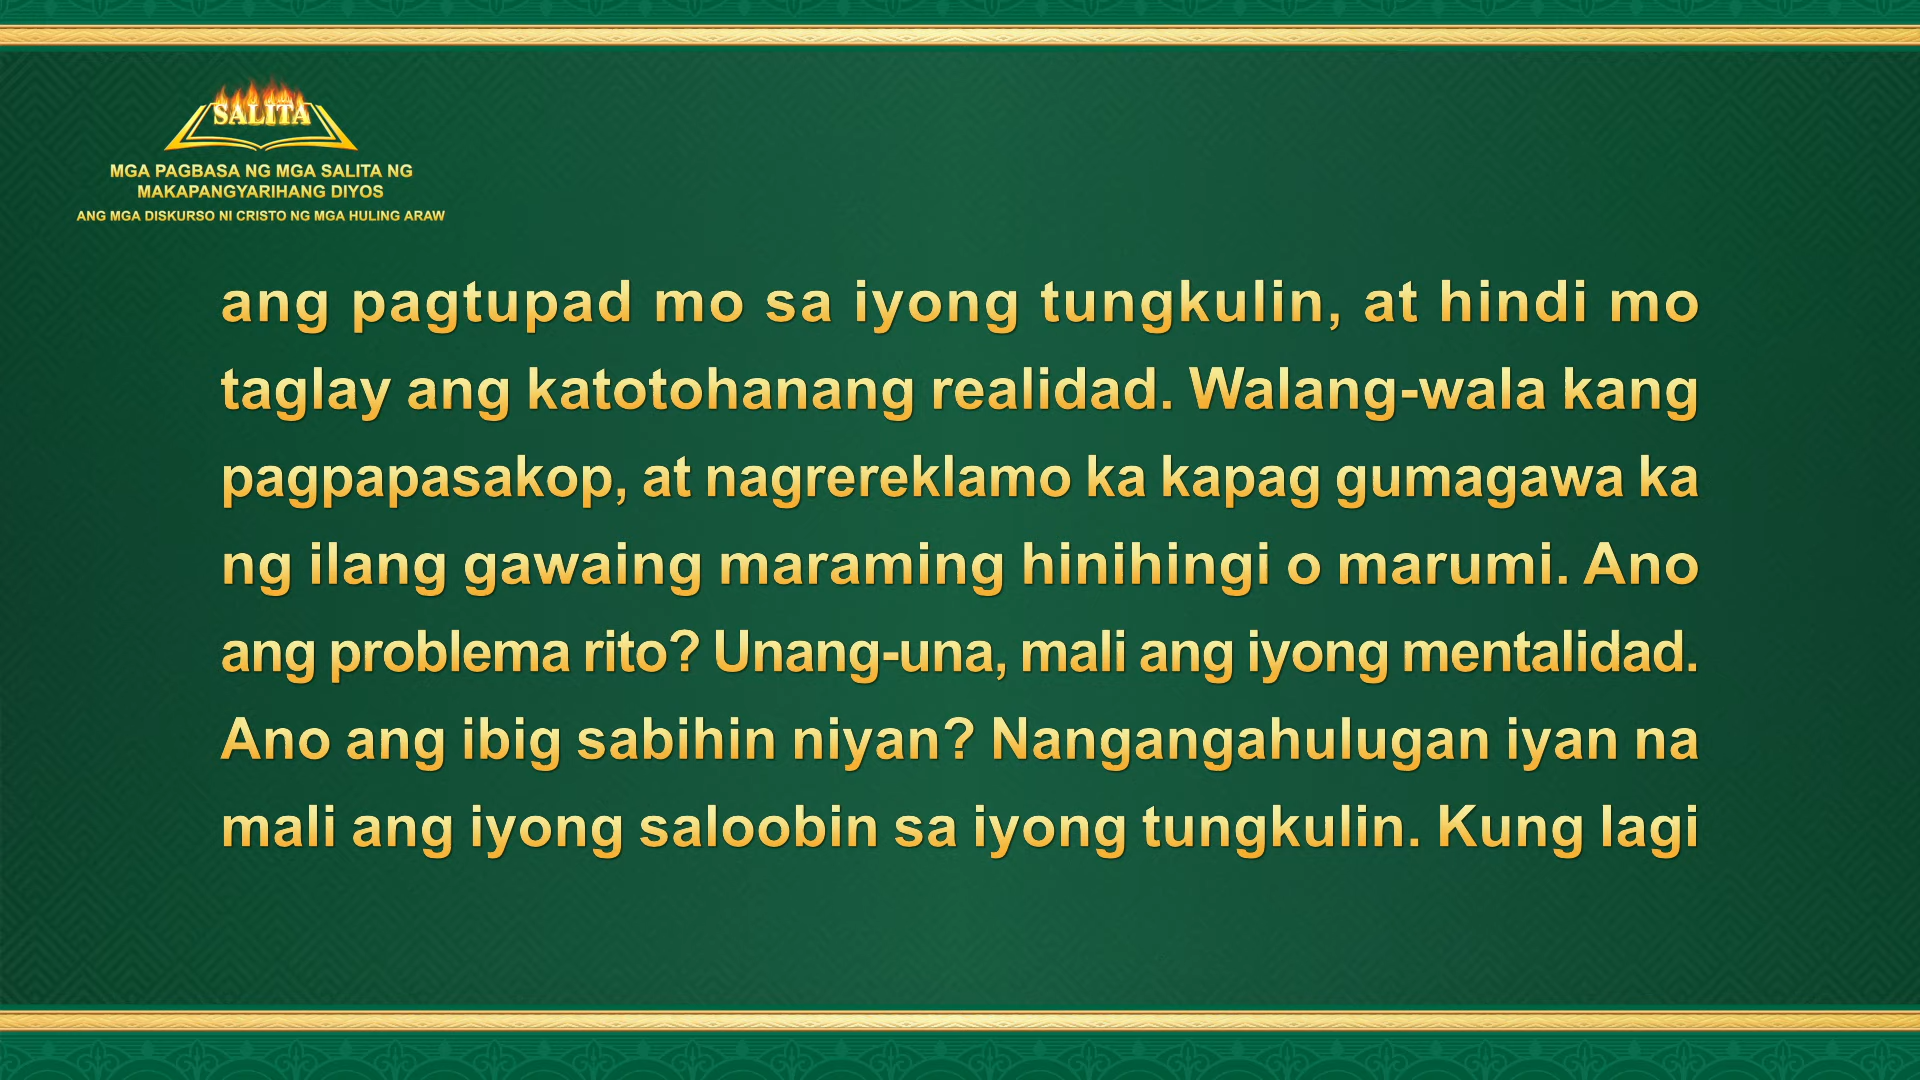 SALITA
MGA PAGBASA NG MGA SALITA NG
MAKAPANGYARIHANG DIYOS
ANG MGA DISKURSO NI CRISTO NG MGA HULING ARAW
ang pagtupad mo sa iyong tungkulin, at hindi mo
taglay ang katotohanang realidad. Walang-wala kang
pagpapasakop, at nagrereklamo ka kapag gumagawa ka
ng ilang gawaing maraming hinihingi o marumi. Ano
ang problema rito? Unang-una, mali ang iyong mentalidad.
Ano ang ibig sabihin niyan? Nangangahulugan iyan na
mali ang iyong saloobin sa iyong tungkulin. Kung lagi